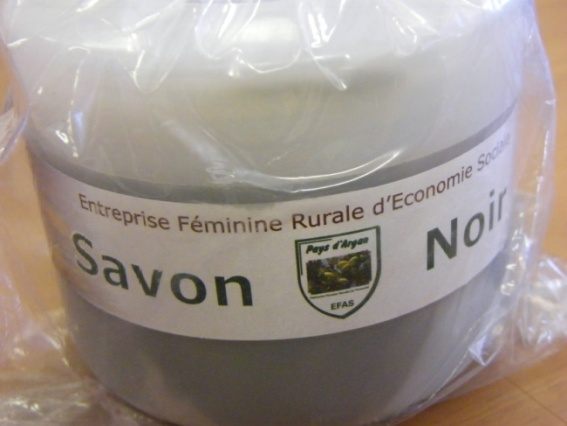 Entreprise Féminine Rurale d'Economie Sociale
Savon Noir
Pays d'Argan
EFAS